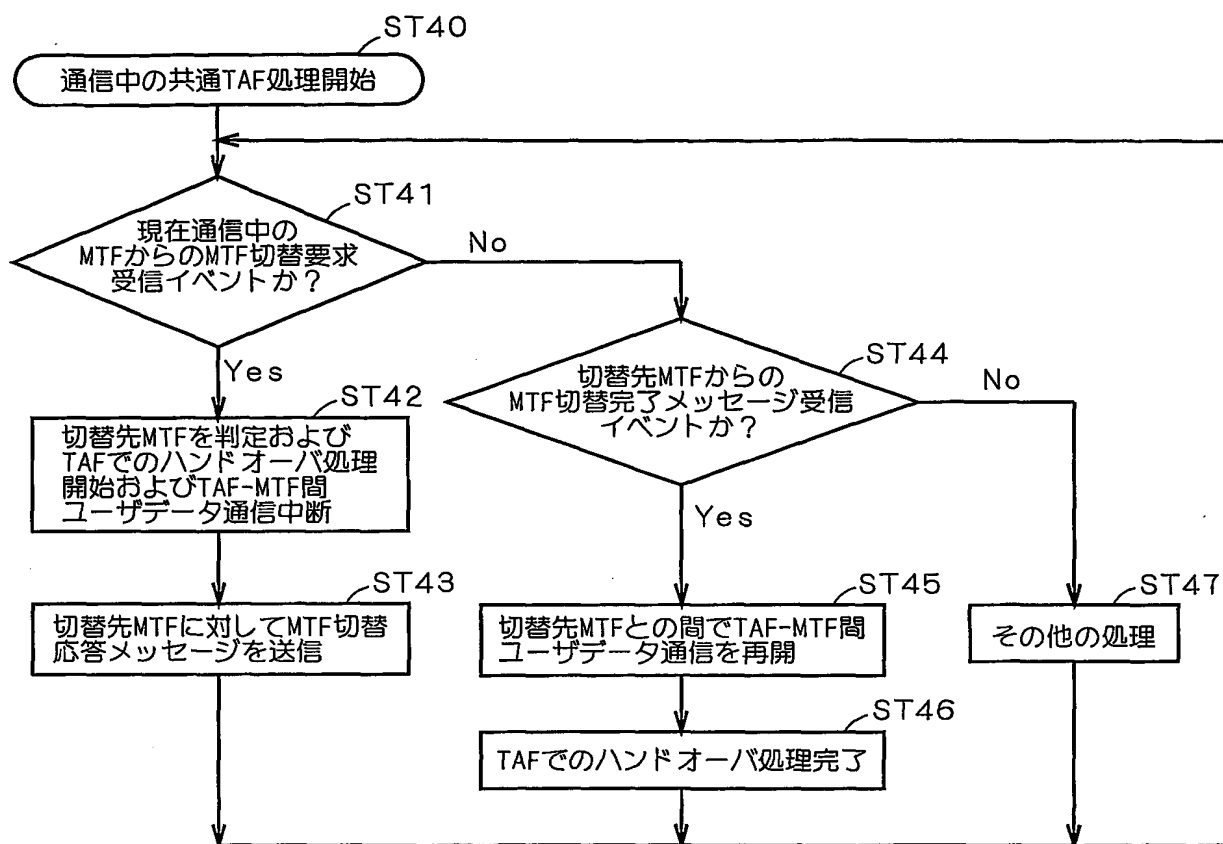 ST40
通信中の共通TAF処理開始
ST41
現在通信中の
MTFからのMTF切替要求
受信イベントか？
No
Yes
ST44
切替先MTFからの
MTF切替完了メッセージ受信
イベントか？
No
Yes
ST42
切替先MTFを判定および
TAFでのハンドオーバ処理
開始およびTAF-MTF間
ユーザデータ通信中断
ST43
切替先MTFに対してMTF切替
応答メッセージを送信
ST45
切替先MTFとの間でTAF-MTF間
ユーザデータ通信を再開
ST47
その他の処理
ST46
TAFでのハンドオーバ処理完了